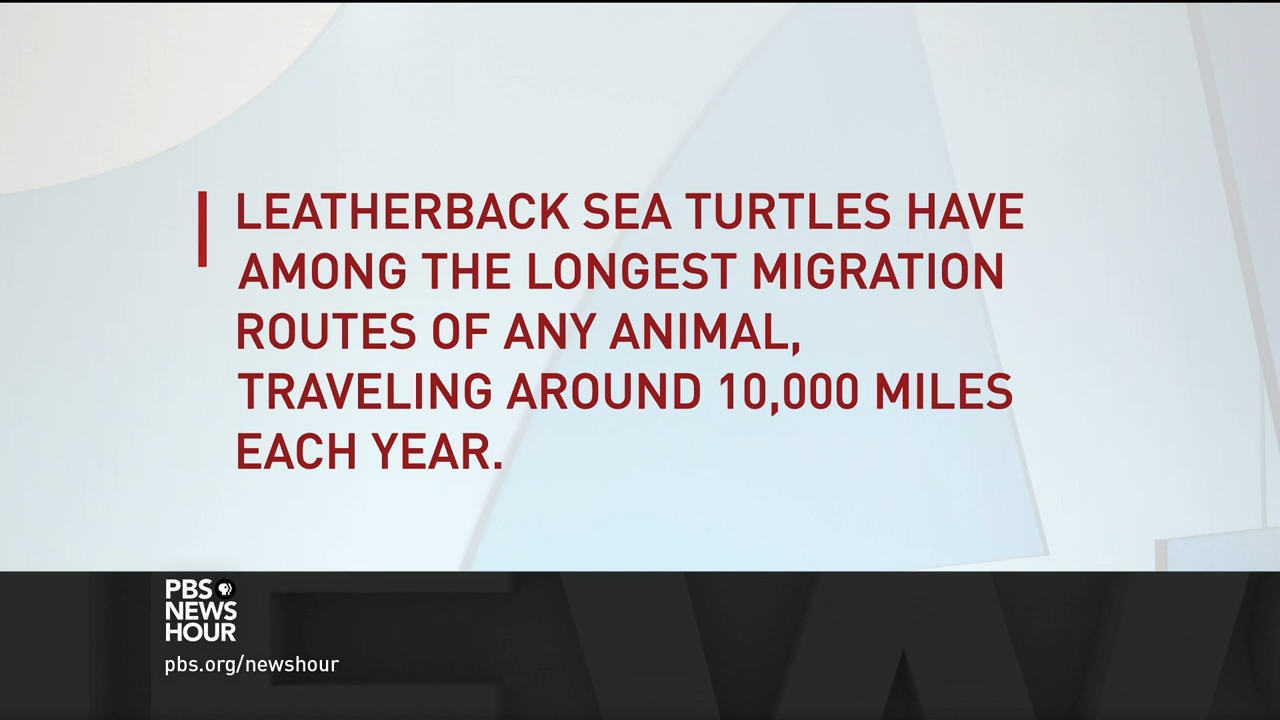 LEATHERBACK SEA TURTLES HAVE
AMONG THE LONGEST MIGRATION
ROUTES OF ANY ANIMAL,
TRAVELING AROUND 10,000 MILES
EACH YEAR.
PBS
NEWS
HOUR
pbs.org/newshour